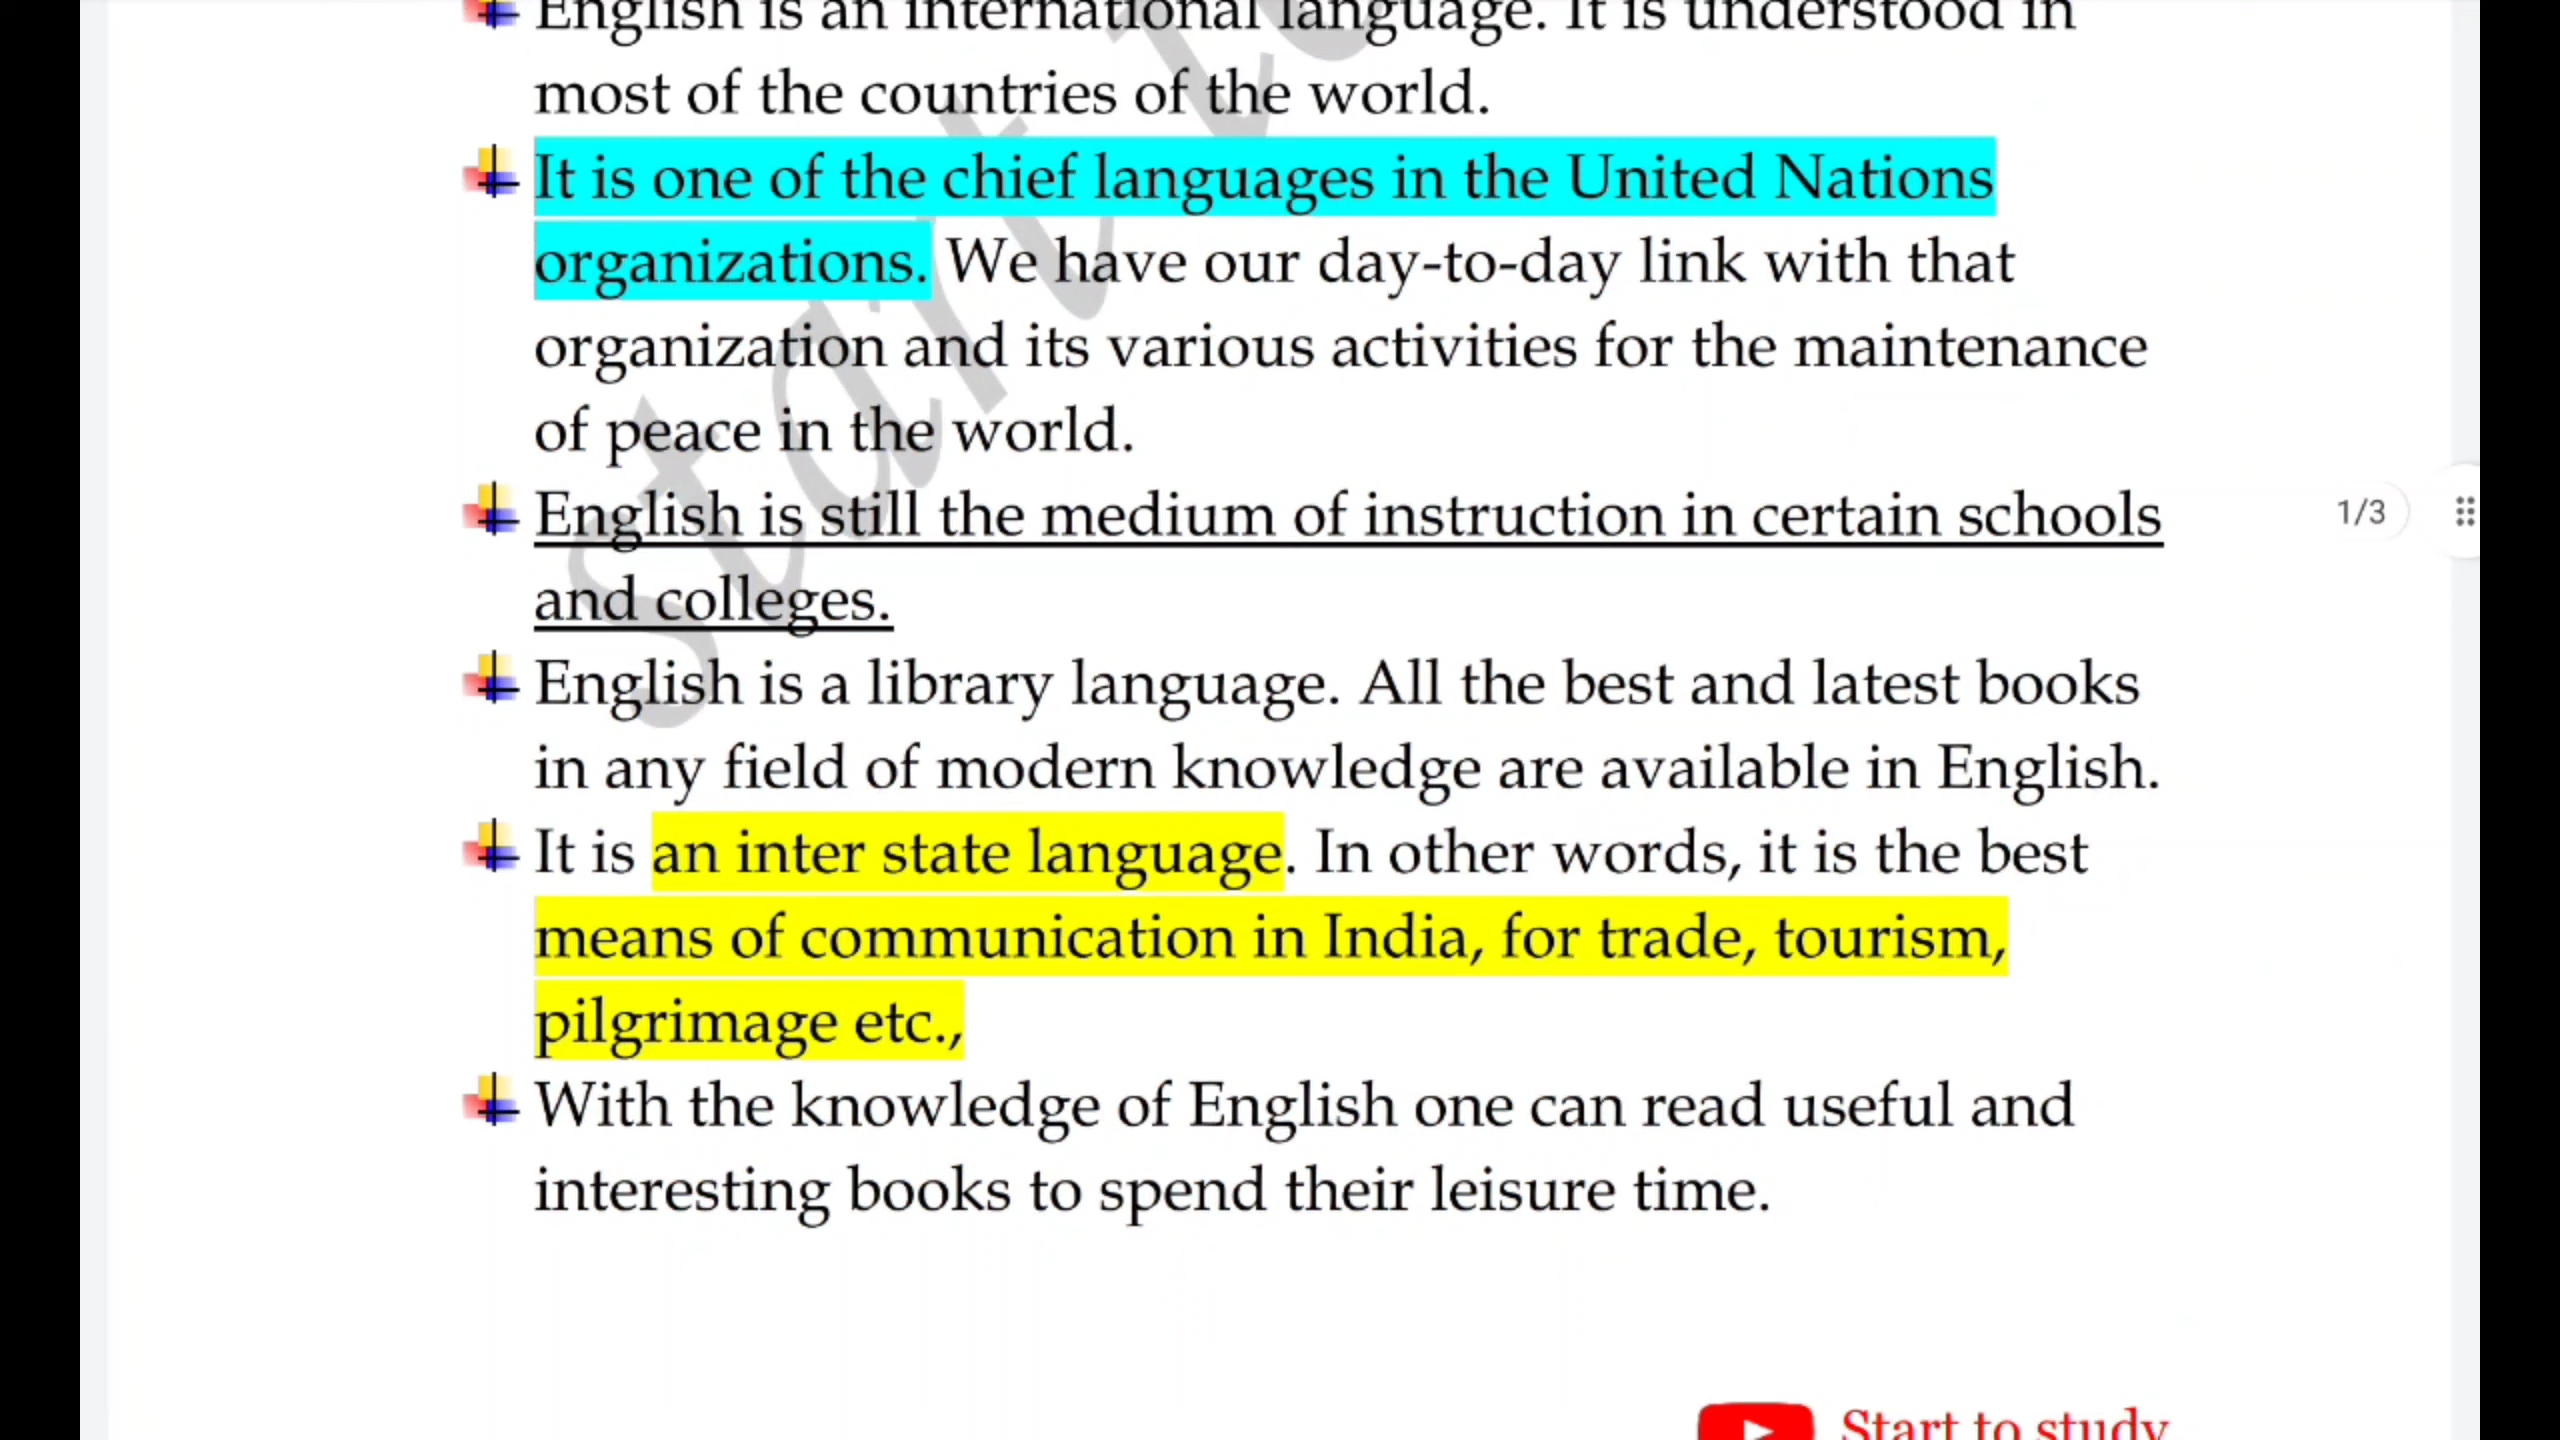 English is an international language. It is understood in
most of the countries of the world.
It is one of the chief languages in the United Nations
organizations. We have our day-to-day link with that
organization and its various activities for the maintenance
of peace in the world.
English is still the medium of instruction in certain schools
and colleges.
1/3
English is a library language. All the best and latest books
in any field of modern knowledge are available in English.
It is an inter state language. In other words, it is the best
means of communication in India, for trade, tourism,
pilgrimage etc.,
With the knowledge of English one can read useful and
interesting books to spend their leisure time.
Start to study